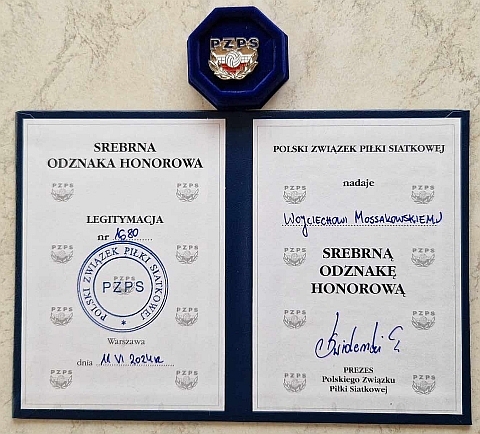 PZPS
SREBRNA
ODZNAKA HONOROWA
LEGITYMACJA
nr 1680
POLSKI ZWIĄZEK PIŁKI SIATKOWEJ
PZPS
Warszawa
dnia 11 VI 2024r.
POLSKI ZWIĄZEK PIŁKI SIATKOWEJ
nadaje
WOJCIECHOWI MOSSAKOWSKIEMU
SREBRNĄ
ODZNAKĘ
HONOROWĄ
PREZES
Polskiego Związku
Piłki Siatkowej